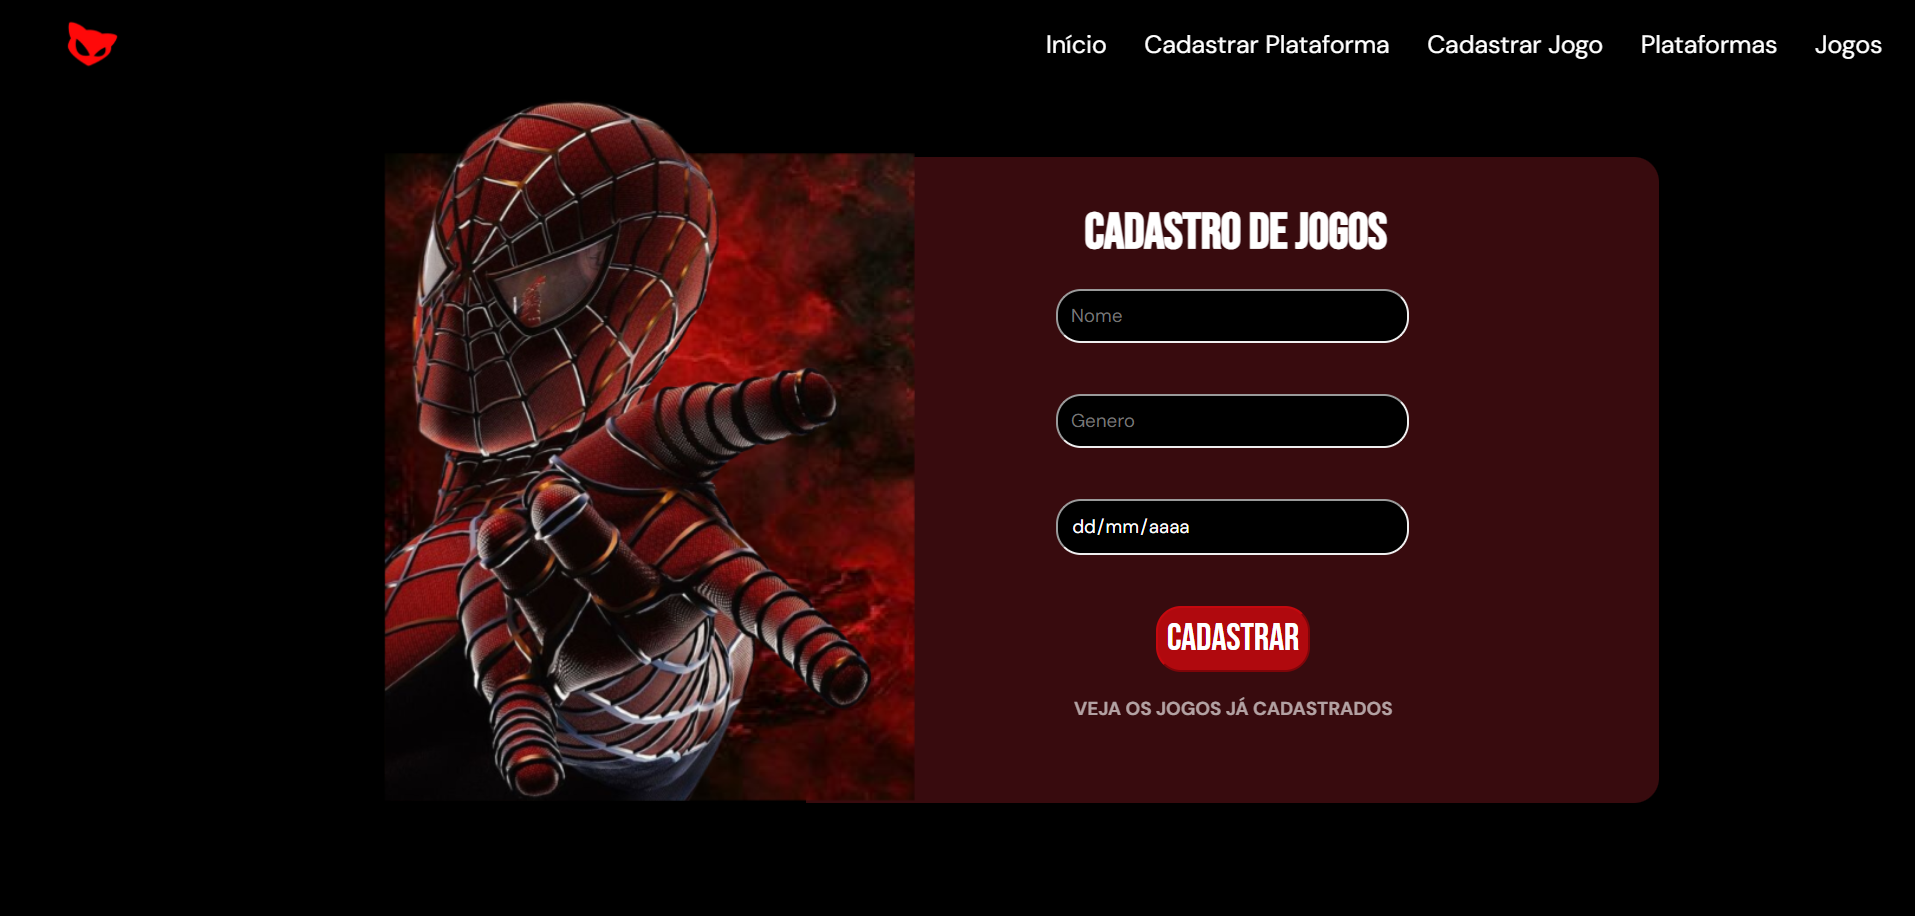 Início Cadastrar Plataforma Cadastrar Jogo Plataformas Jogos
CADASTRO DE JOGOS
Nome
Genero
dd/mm/aaaa
CADASTRAR
VEJA OS JOGOS JÁ CADASTRADOS